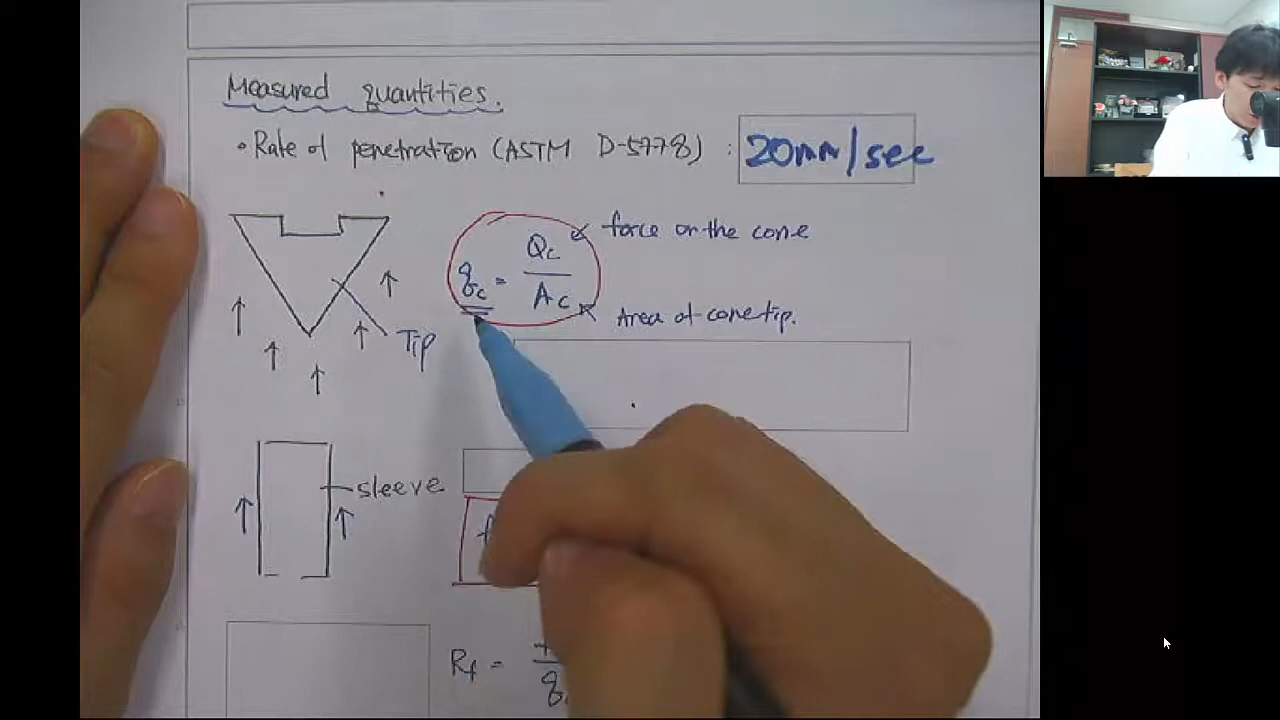 Measured quantities.
• Rate of penetration (ASTM D-5778) : 20mm/sec
force on the cone
qc = Qc / Ac
Area of cone tip.
Tip
sleeve
Rf =